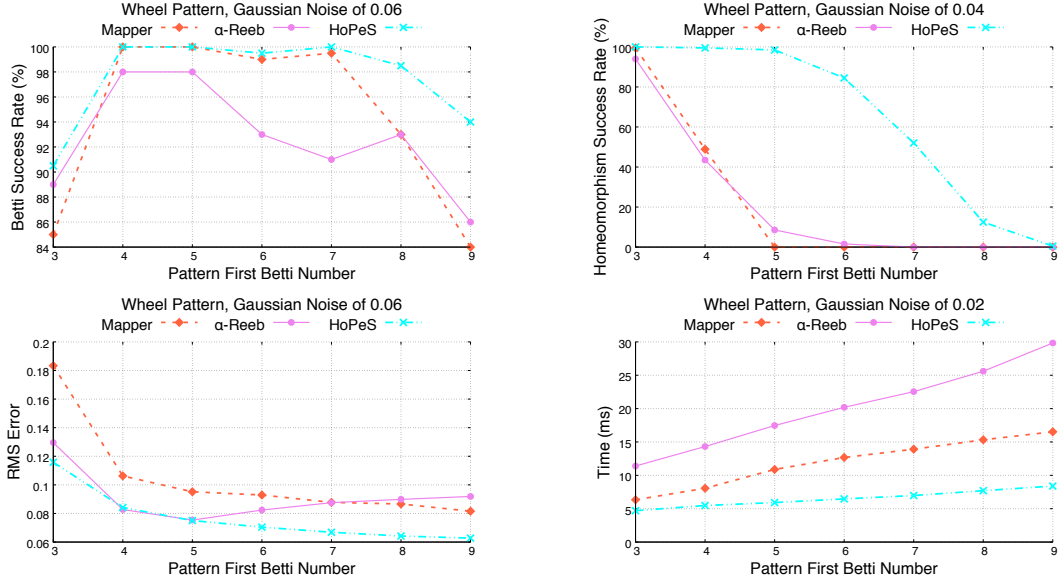 Wheel Pattern, Gaussian Noise of 0.06
Mapper α-Reeb HoPeS
Betti Success Rate (%)
100
98
96
94
92
90
88
86
84
3 4 5 6 7 8 9
Pattern First Betti Number
Wheel Pattern, Gaussian Noise of 0.04
Mapper α-Reeb HoPeS
Homeomorphism Success Rate (%)
100
80
60
40
20
0
3 4 5 6 7 8 9
Pattern First Betti Number
Wheel Pattern, Gaussian Noise of 0.06
Mapper α-Reeb HoPeS
RMS Error
0.2
0.18
0.16
0.14
0.12
0.1
0.08
0.06
3 4 5 6 7 8 9
Pattern First Betti Number
Wheel Pattern, Gaussian Noise of 0.02
Mapper α-Reeb HoPeS
Time (ms)
30
25
20
15
10
5
0
3 4 5 6 7 8 9
Pattern First Betti Number